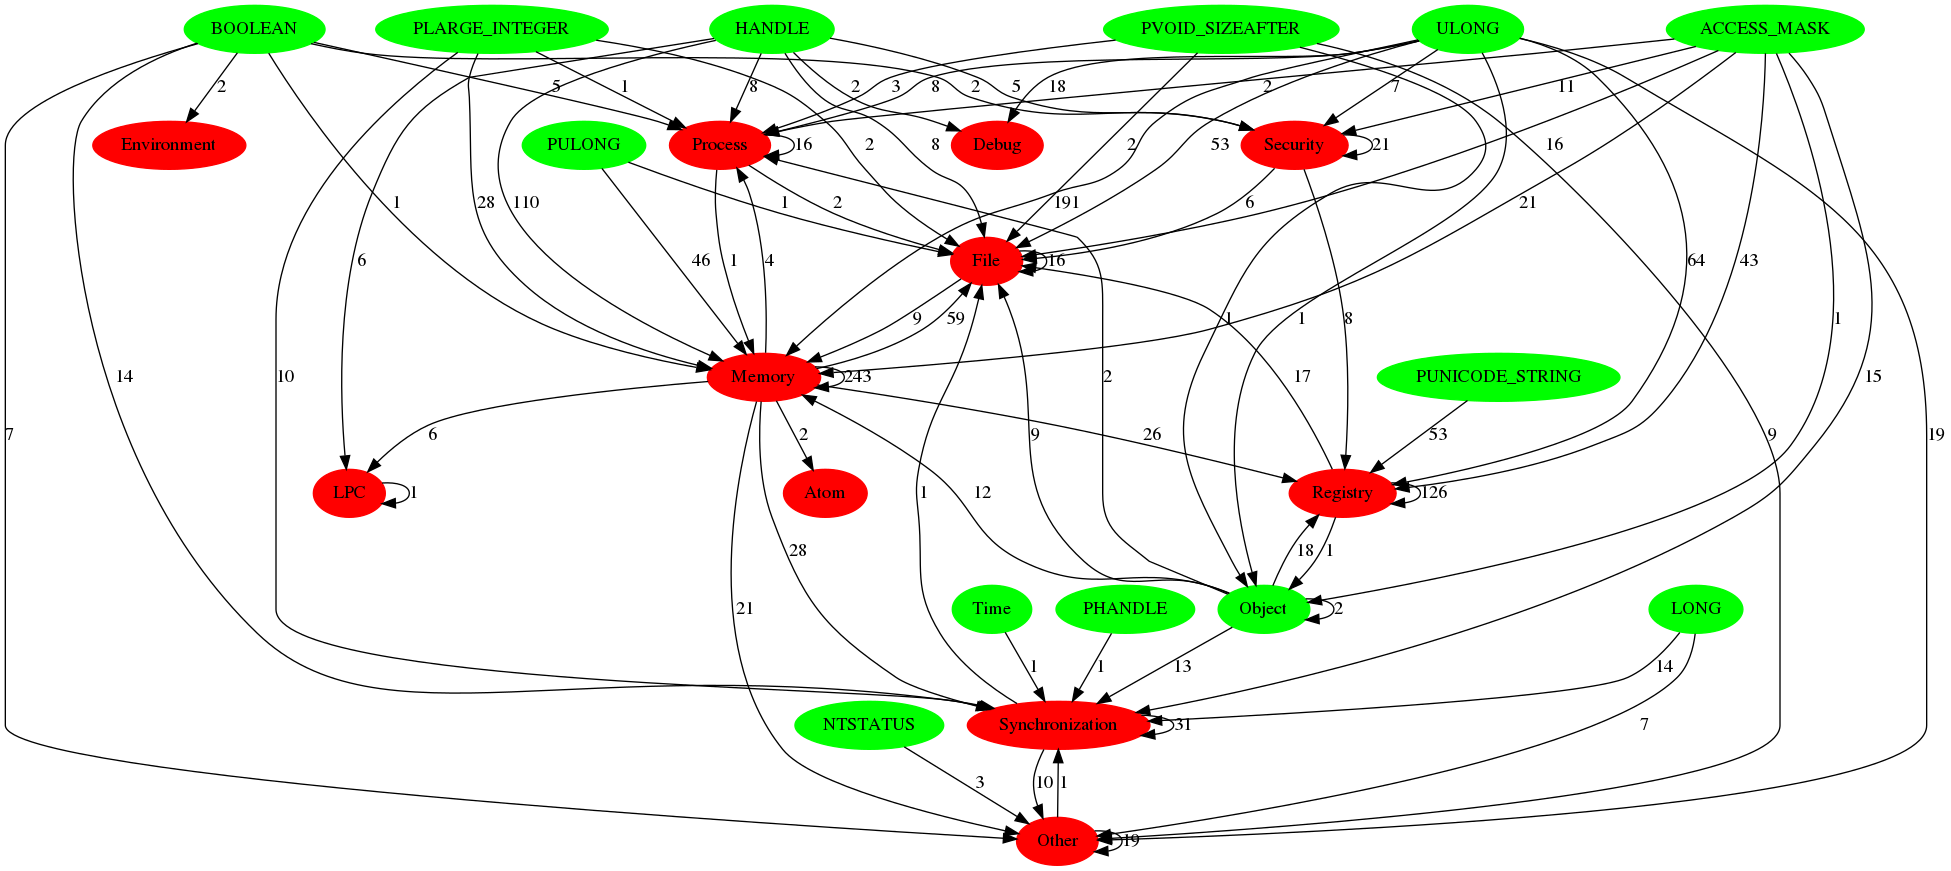 BOOLEAN PLARGE_INTEGER HANDLE PVOID_SIZEAFTER ULONG ACCESS_MASK
2 5 1 8 2 3 8 2 5 18 2 7 11
Environment PULONG Process 16 Debug Security 21
2 8 2 53 16
1 28 110 1 2 191 6 21
6 46 1 4 File 16 64 43
10 9 59 1 1 8 1
14 Memory 243 2 17 PUNICODE_STRING 15
7 6 2 9 26 53 9 19
LPC 1 Atom 1 12 Registry 126
28 18 1
21 Time PHANDLE Object 2 LONG
1 1 13 14
NTSTATUS Synchronization 31 7
3 10 1
Other 19